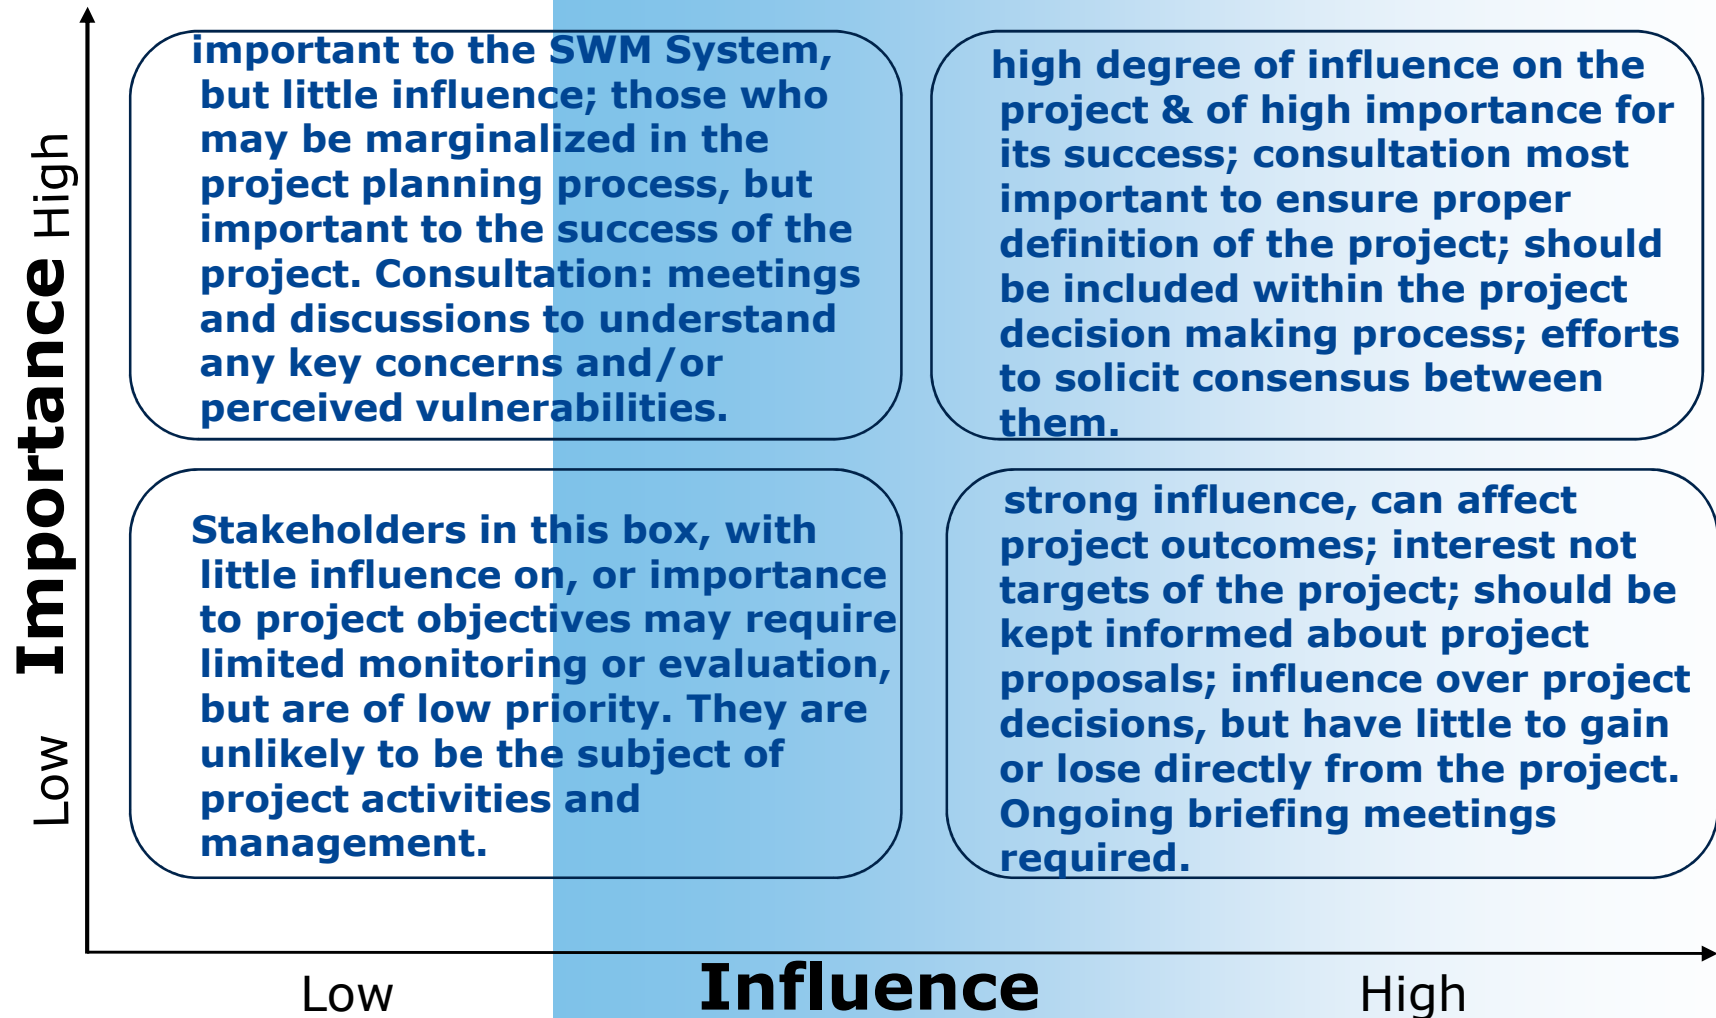 important to the SWM System,
but little influence; those who
may be marginalized in the
project planning process, but
important to the success of the
project. Consultation: meetings
and discussions to understand
any key concerns and/or
perceived vulnerabilities.
high degree of influence on the
project & of high importance for
its success; consultation most
important to ensure proper
definition of the project; should
be included within the project
decision making process; efforts
to solicit consensus between
them.
Stakeholders in this box, with
little influence on, or importance
to project objectives may require
limited monitoring or evaluation,
but are of low priority. They are
unlikely to be the subject of
project activities and
management.
strong influence, can affect
project outcomes; interest not
targets of the project; should be
kept informed about project
proposals; influence over project
decisions, but have little to gain
or lose directly from the project.
Ongoing briefing meetings
required.
Low Importance High
Low Influence High